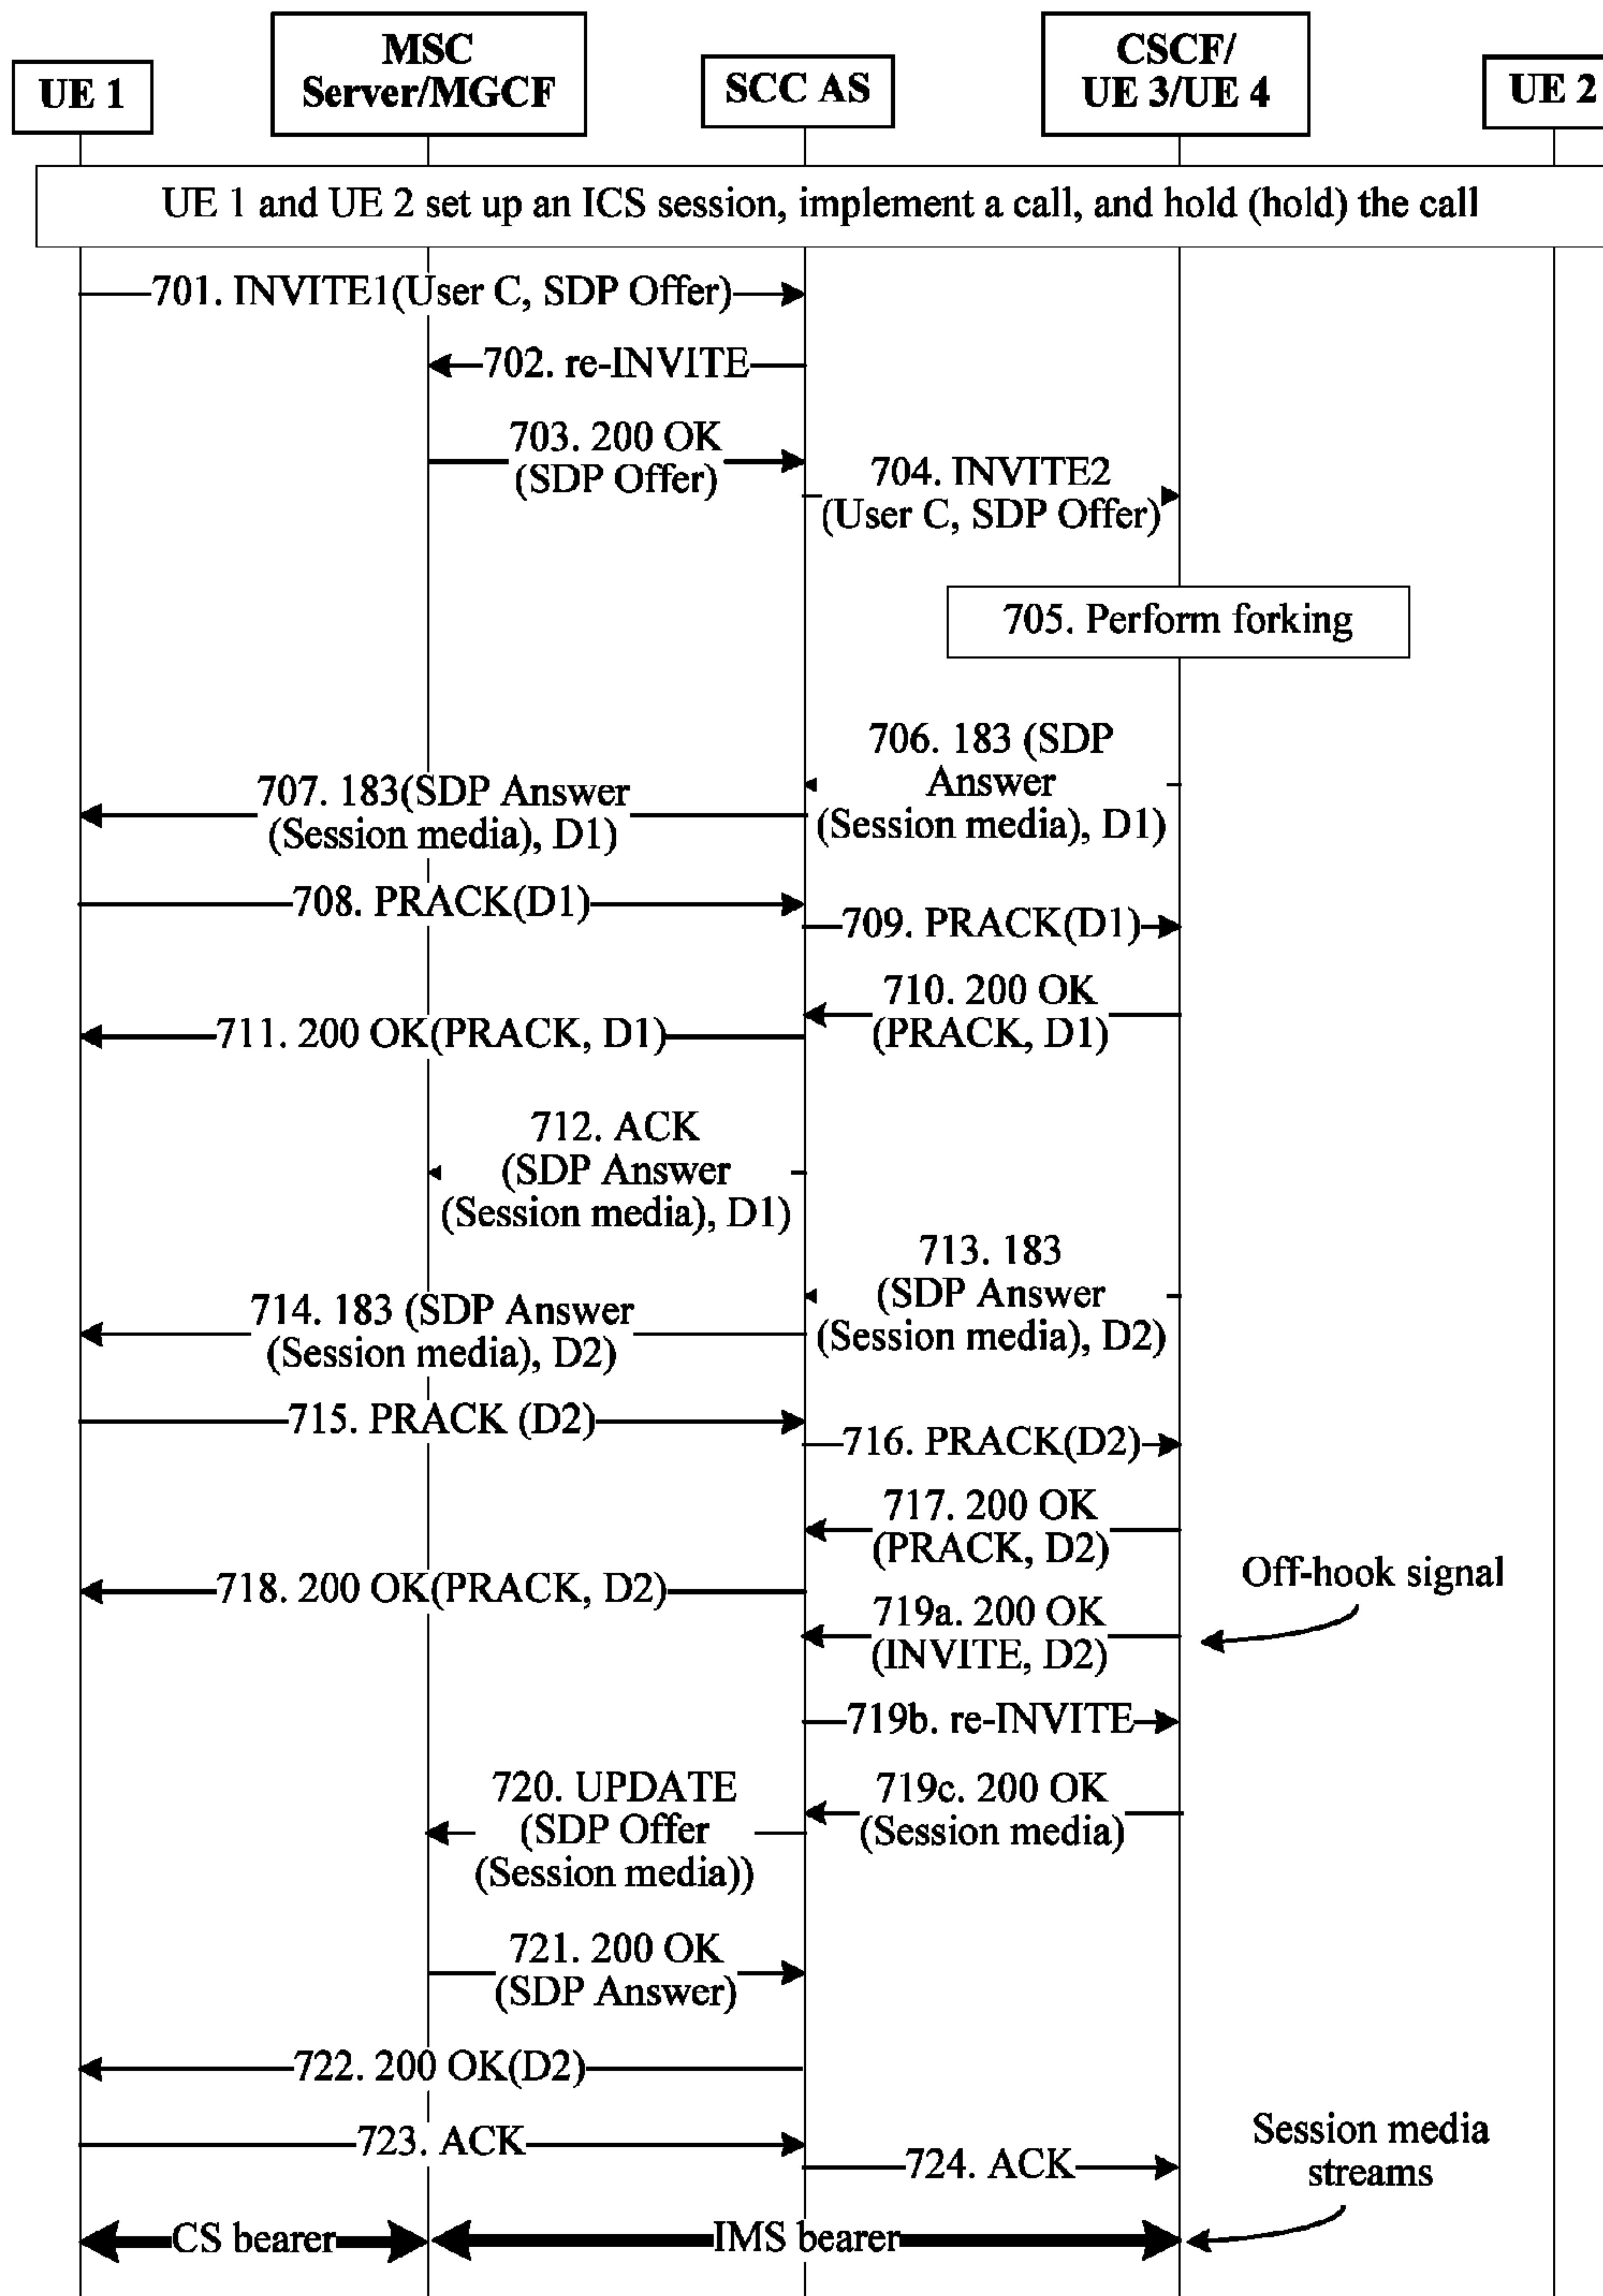 UE 1
MSC
Server/MGCF
SCC AS
CSCF/
UE 3/UE 4
UE 2
UE 1 and UE 2 set up an ICS session, implement a call, and hold (hold) the call
701. INVITE1(User C, SDP Offer)
702. re-INVITE
703. 200 OK
(SDP Offer)
704. INVITE2
(User C, SDP Offer)
705. Perform forking
706. 183 (SDP
Answer
(Session media), D1)
707. 183(SDP Answer
(Session media), D1)
708. PRACK(D1)
709. PRACK(D1)
710. 200 OK
(PRACK, D1)
711. 200 OK(PRACK, D1)
712. ACK
(SDP Answer
(Session media), D1)
713. 183
(SDP Answer
(Session media), D2)
714. 183 (SDP Answer
(Session media), D2)
715. PRACK (D2)
716. PRACK(D2)
717. 200 OK
(PRACK, D2)
718. 200 OK(PRACK, D2)
Off-hook signal
719a. 200 OK
(INVITE, D2)
719b. re-INVITE
719c. 200 OK
(Session media)
720. UPDATE
(SDP Offer
(Session media))
721. 200 OK
(SDP Answer)
722. 200 OK(D2)
723. ACK
724. ACK
Session media
streams
CS bearer
IMS bearer